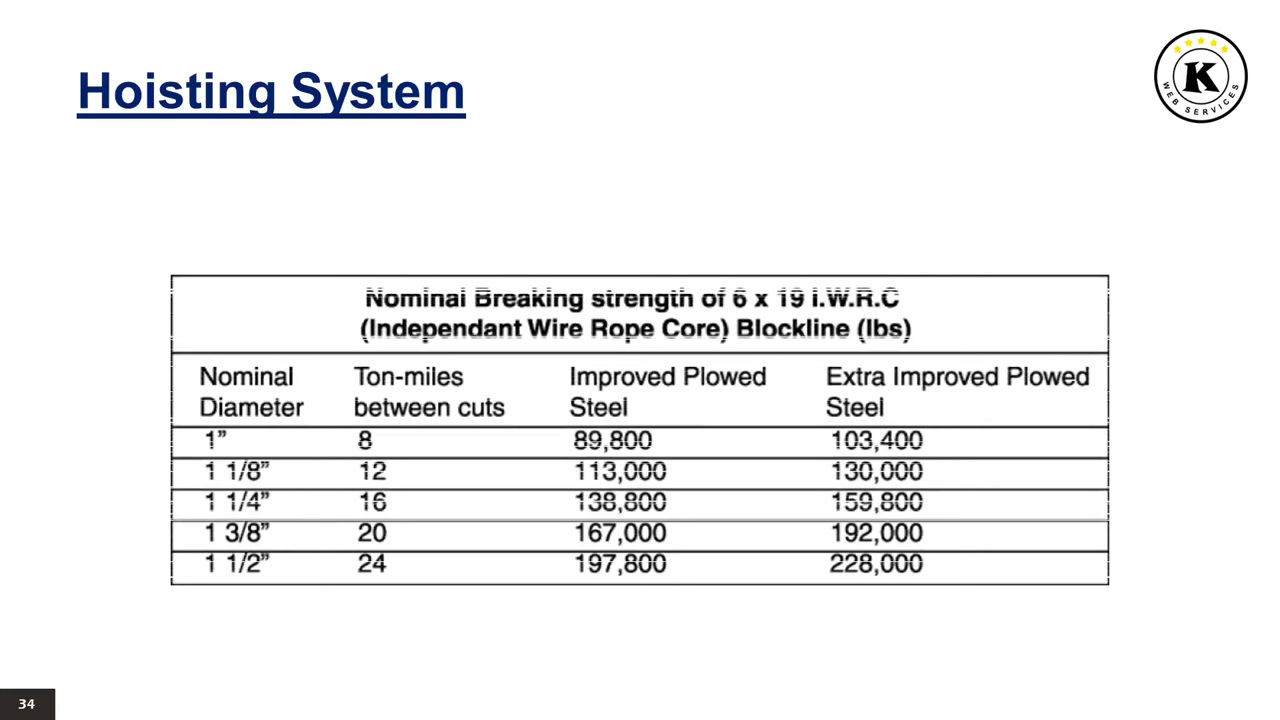 Hoisting System
K
WEB SERVICES
Nominal Breaking strength of 6 x 19 I.W.R.C
(Independant Wire Rope Core) Blockline (lbs)
Nominal Diameter Ton-miles between cuts Improved Plowed Steel Extra Improved Plowed Steel
1” 8 89,800 103,400
1 1/8” 12 113,000 130,000
1 1/4” 16 138,800 159,800
1 3/8” 20 167,000 192,000
1 1/2” 24 197,800 228,000
34